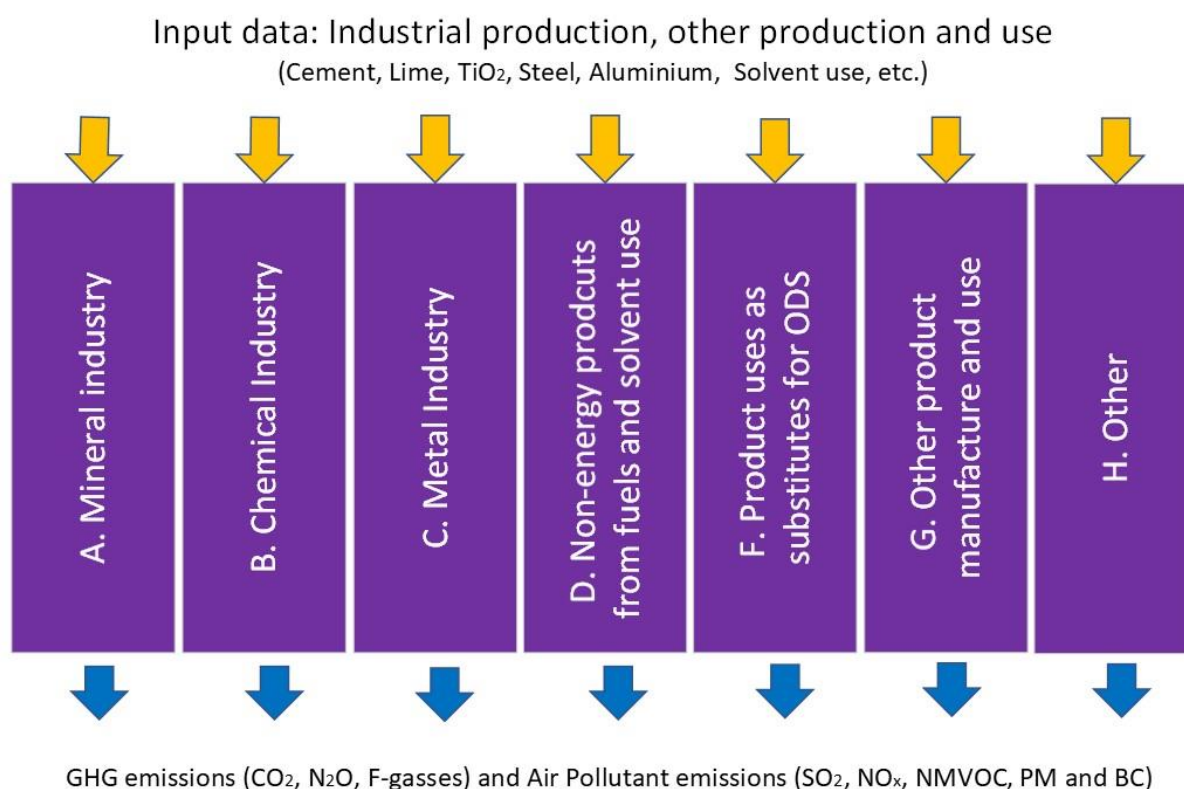 Input data: Industrial production, other production and use
(Cement, Lime, TiO₂, Steel, Aluminium, Solvent use, etc.)
A. Mineral industry
B. Chemical Industry
C. Metal Industry
D. Non-energy prodcuts
from fuels and solvent use
F. Product uses as
substitutes for ODS
G. Other product
manufacture and use
H. Other
GHG emissions (CO₂, N₂O, F-gasses) and Air Pollutant emissions (SO₂, NOₓ, NMVOC, PM and BC)